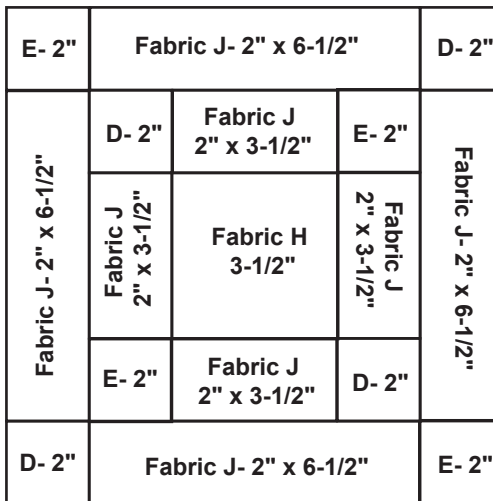 E- 2"
Fabric J- 2" x 6-1/2"
D- 2"
Fabric J- 2" x 6-1/2"
D- 2"
Fabric J
2" x 3-1/2"
E- 2"
Fabric J- 2" x 6-1/2"
Fabric J
2" x 3-1/2"
Fabric H
3-1/2"
Fabric J
2" x 3-1/2"
E- 2"
Fabric J
2" x 3-1/2"
D- 2"
D- 2"
Fabric J- 2" x 6-1/2"
E- 2"